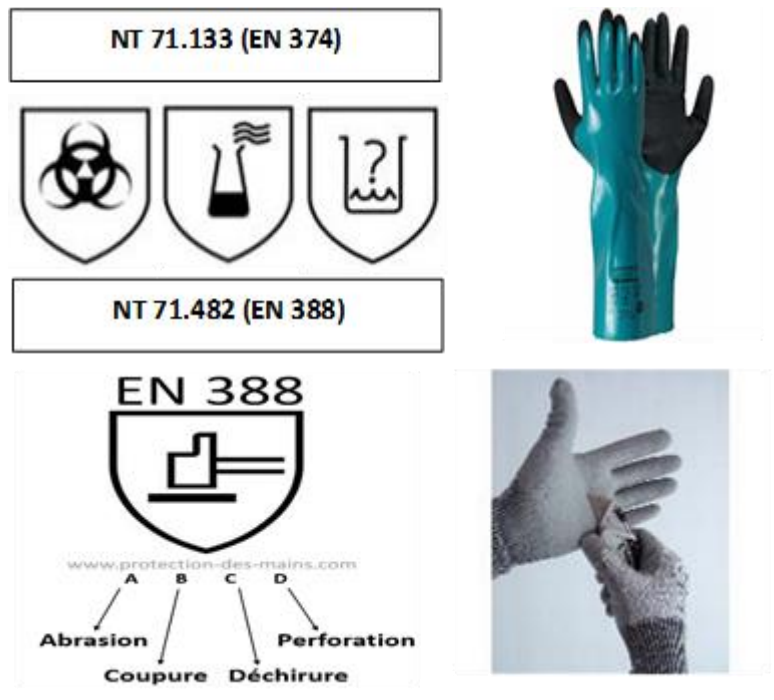 NT 71.133 (EN 374)
?
NT 71.482 (EN 388)
EN 388
www.protection-des-mains.com
A B C D
Abrasion Perforation
Coupure Déchirure